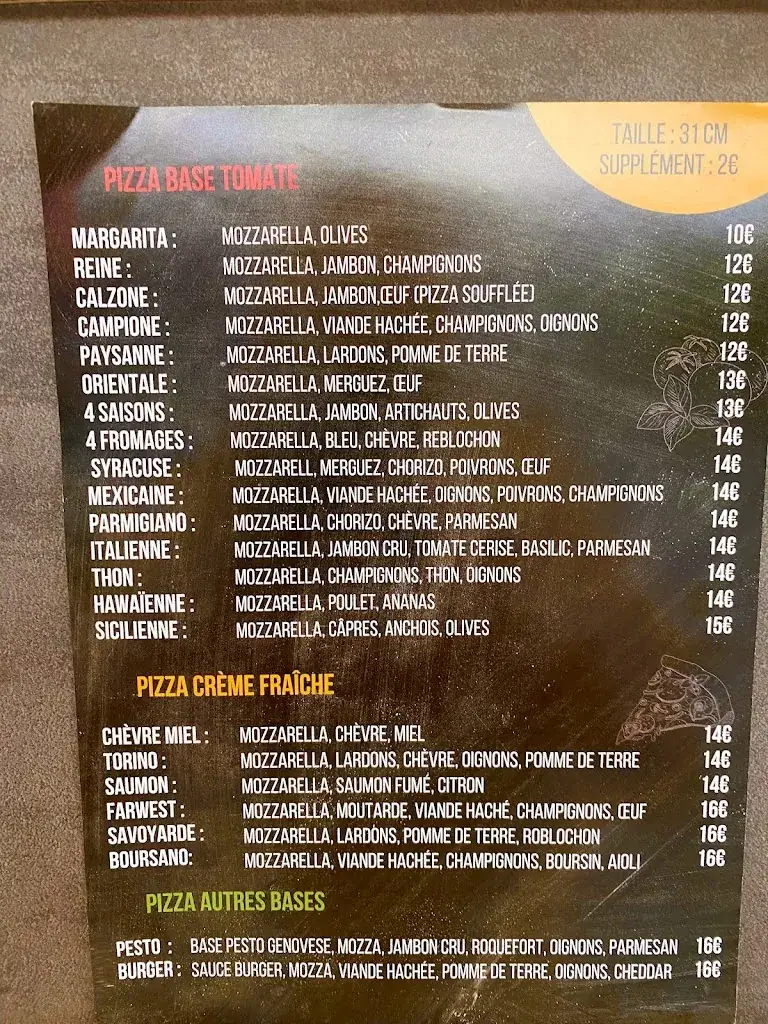 TAILLE : 31 CM
SUPPLÉMENT : 2€
PIZZA BASE TOMATE
MARGARITA : MOZZARELLA, OLIVES 10€
REINE : MOZZARELLA, JAMBON, CHAMPIGNONS 12€
CALZONE : MOZZARELLA, JAMBON,ŒUF (PIZZA SOUFFLÉE) 12€
CAMPIONE : MOZZARELLA, VIANDE HACHÉE, CHAMPIGNONS, OIGNONS 12€
PAYSANNE : MOZZARELLA, LARDONS, POMME DE TERRE 12€
ORIENTALE : MOZZARELLA, MERGUEZ, ŒUF 13€
4 SAISONS : MOZZARELLA, JAMBON, ARTICHAUTS, OLIVES 13€
4 FROMAGES : MOZZARELLA, BLEU, CHÈVRE, REBLOCHON 14€
SYRACUSE : MOZZARELL, MERGUEZ, CHORIZO, POIVRONS, ŒUF 14€
MEXICAINE : MOZZARELLA, VIANDE HACHÉE, OIGNONS, POIVRONS, CHAMPIGNONS 14€
PARMIGIANO : MOZZARELLA, CHORIZO, CHÈVRE, PARMESAN 14€
ITALIENNE : MOZZARELLA, JAMBON CRU, TOMATE CERISE, BASILIC, PARMESAN 14€
THON : MOZZARELLA, CHAMPIGNONS, THON, OIGNONS 14€
HAWAÏENNE : MOZZARELLA, POULET, ANANAS 14€
SICILIENNE : MOZZARELLA, CÂPRES, ANCHOIS, OLIVES 15€
PIZZA CRÈME FRAÎCHE
CHÈVRE MIEL : MOZZARELLA, CHÈVRE, MIEL 14€
TORINO : MOZZARELLA, LARDONS, CHÈVRE, OIGNONS, POMME DE TERRE 14€
SAUMON : MOZZARELLA, SAUMON FUMÉ, CITRON 14€
FARWEST : MOZZARELLA, MOUTARDE, VIANDE HACHÉ, CHAMPIGNONS, ŒUF 16€
SAVOYARDE : MOZZARELLA, LARDONS, POMME DE TERRE, ROBLOCHON 16€
BOURSANO: MOZZARELLA, VIANDE HACHÉE, CHAMPIGNONS, BOURSIN, AIOLI 16€
PIZZA AUTRES BASES
PESTO : BASE PESTO GENOVESE, MOZZA, JAMBON CRU, ROQUEFORT, OIGNONS, PARMESAN 16€
BURGER : SAUCE BURGER, MOZZA, VIANDE HACHÉE, POMME DE TERRE, OIGNONS, CHEDDAR 16€